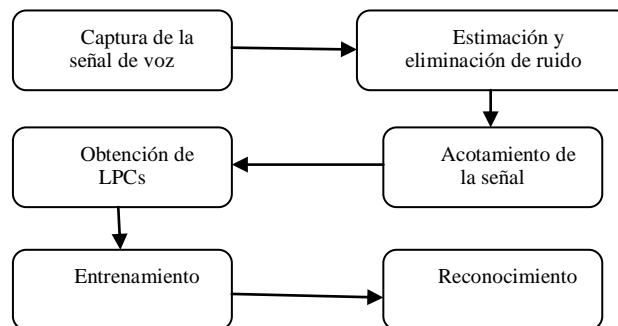 Captura de la
señal de voz
Estimación y
eliminación de ruido
Acotamiento de
la señal
Obtención de
LPCs
Entrenamiento
Reconocimiento